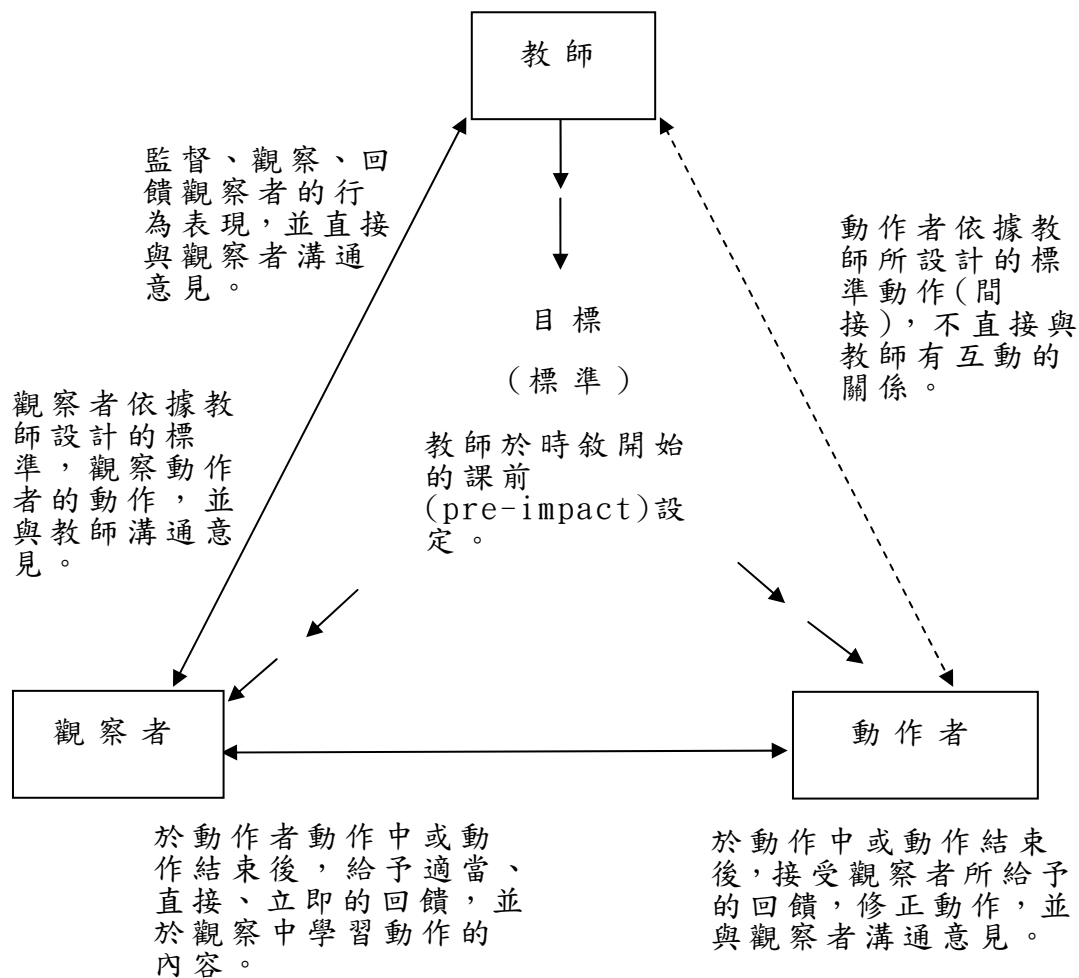 教師
監督、觀察、回
饋觀察者的行
為表現，並直接
與觀察者溝通
意見。
動作者依據教
師所設計的標
準動作(間
接)，不直接與
教師有互動的
關係。
目標
(標準)
教師於時敘開始
的課前
(pre-impact)設
定。
觀察者依據教
師設計的標
準，觀察動作
者的動作，並
與教師溝通意
見。
觀察者
動作者
於動作者動作中或動
作結束後，給予適當、
直接、立即的回饋，並
於觀察中學習動作的
內容。
於動作中或動作結束
後，接受觀察者所給予
的回饋，修正動作，並
與觀察者溝通意見。